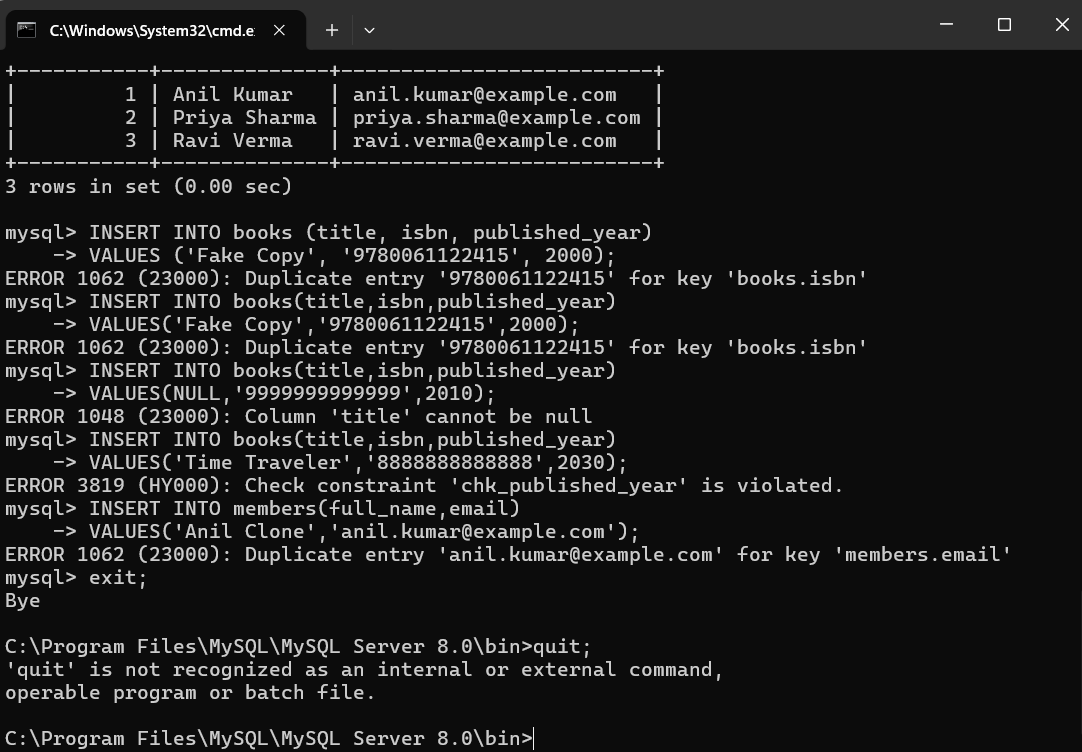 C:\Windows\System32\cmd.e
+-----------+--------------+--------------------------+
|         1 | Anil Kumar   | anil.kumar@example.com   |
|         2 | Priya Sharma | priya.sharma@example.com |
|         3 | Ravi Verma   | ravi.verma@example.com   |
+-----------+--------------+--------------------------+
3 rows in set (0.00 sec)

mysql> INSERT INTO books (title, isbn, published_year)
    -> VALUES ('Fake Copy', '9780061122415', 2000);
ERROR 1062 (23000): Duplicate entry '9780061122415' for key 'books.isbn'
mysql> INSERT INTO books(title,isbn,published_year)
    -> VALUES('Fake Copy','9780061122415',2000);
ERROR 1062 (23000): Duplicate entry '9780061122415' for key 'books.isbn'
mysql> INSERT INTO books(title,isbn,published_year)
    -> VALUES(NULL,'9999999999999',2010);
ERROR 1048 (23000): Column 'title' cannot be null
mysql> INSERT INTO books(title,isbn,published_year)
    -> VALUES('Time Traveler','8888888888888',2030);
ERROR 3819 (HY000): Check constraint 'chk_published_year' is violated.
mysql> INSERT INTO members(full_name,email)
    -> VALUES('Anil Clone','anil.kumar@example.com');
ERROR 1062 (23000): Duplicate entry 'anil.kumar@example.com' for key 'members.email'
mysql> exit;
Bye

C:\Program Files\MySQL\MySQL Server 8.0\bin>quit;
'quit' is not recognized as an internal or external command,
operable program or batch file.

C:\Program Files\MySQL\MySQL Server 8.0\bin>